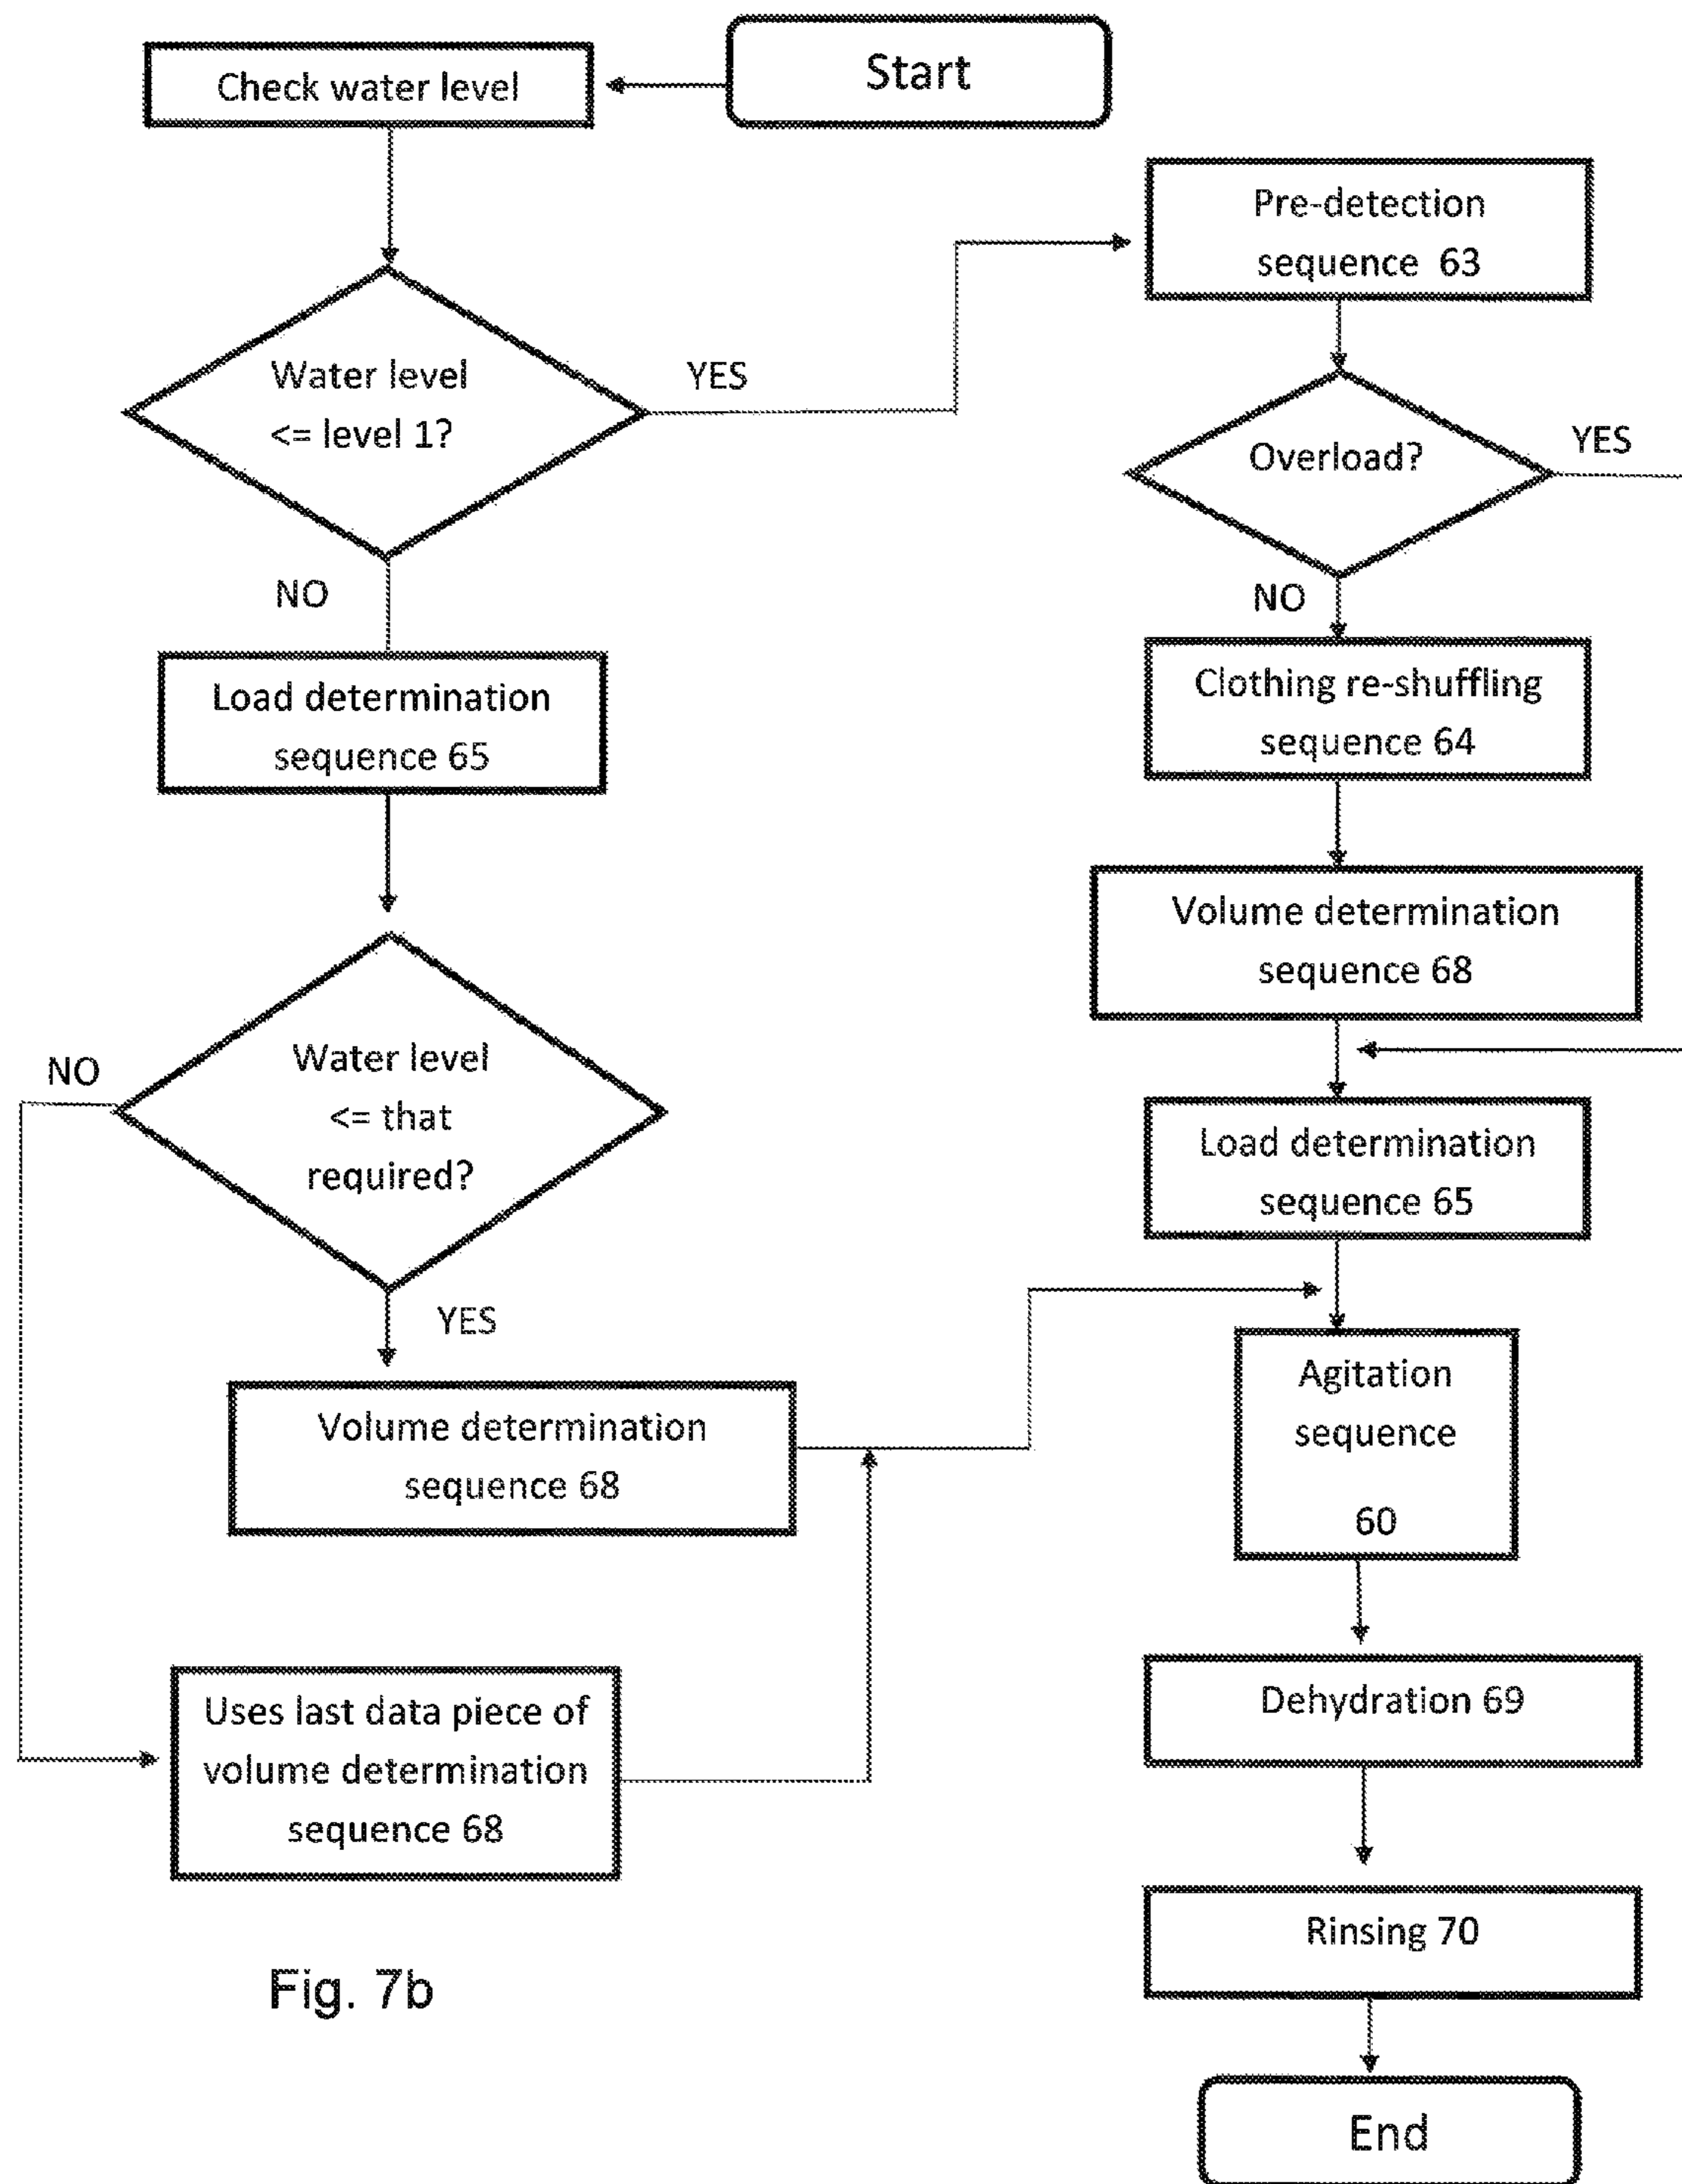 Start
Check water level
Water level
<= level 1?
YES
NO
Load determination
sequence 65
Water level
<= that
required?
NO
YES
Volume determination
sequence 68
Uses last data piece of
volume determination
sequence 68
Pre-detection
sequence 63
Overload?
YES
NO
Clothing re-shuffling
sequence 64
Volume determination
sequence 68
Load determination
sequence 65
Agitation
sequence
60
Dehydration 69
Rinsing 70
End
Fig. 7b